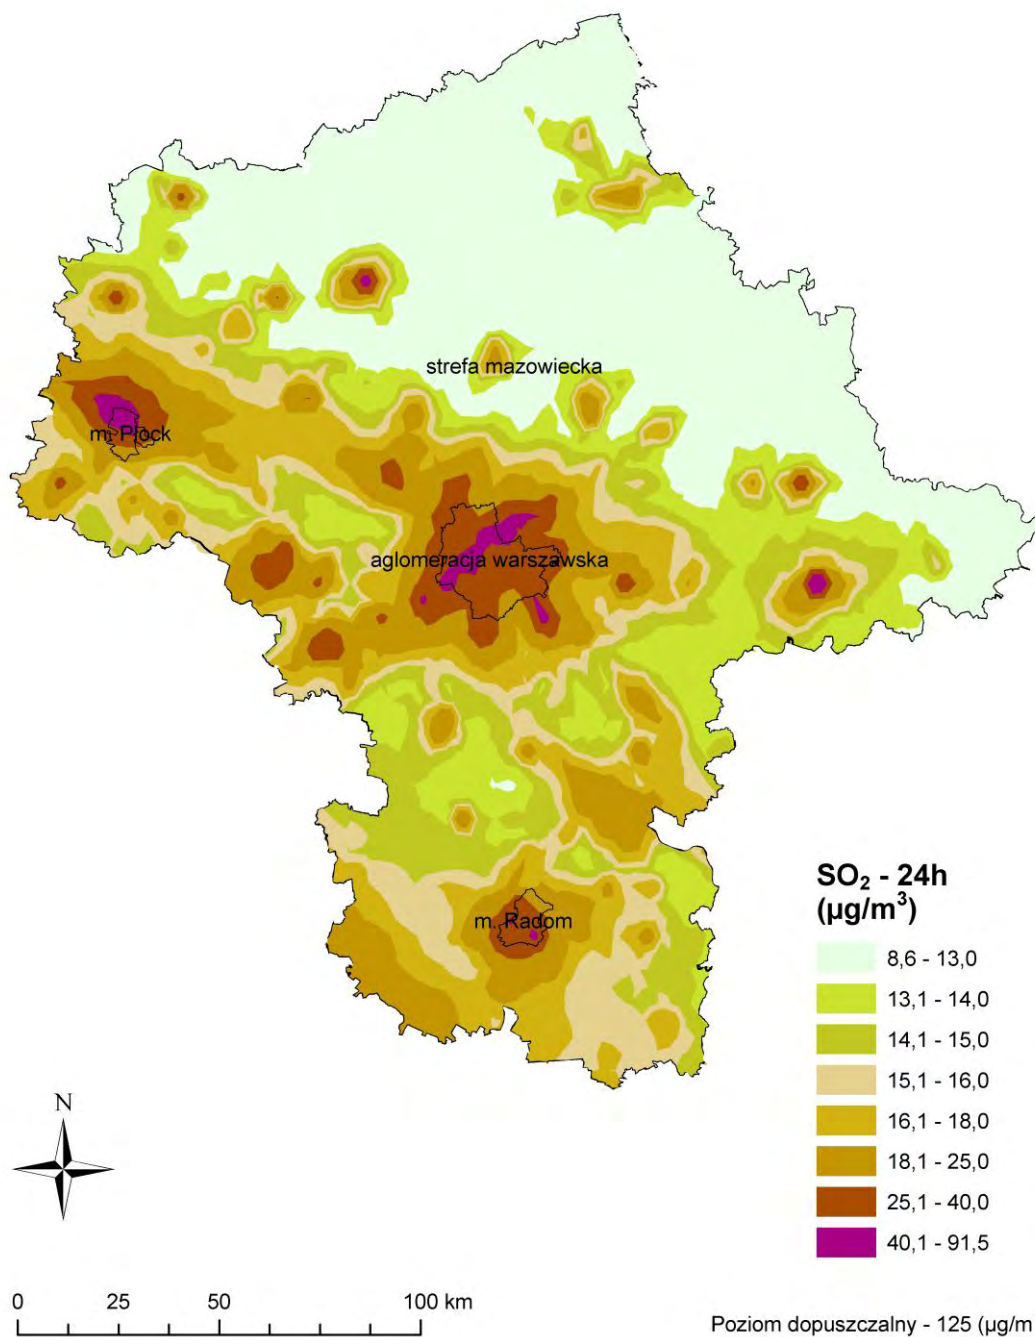 strefa mazowiecka
m. Płock
aglomeracja warszawska
m. Radom
SO₂ - 24h
(µg/m³)
8,6 - 13,0
13,1 - 14,0
14,1 - 15,0
15,1 - 16,0
16,1 - 18,0
18,1 - 25,0
25,1 - 40,0
40,1 - 91,5
N
0 25 50 100 km
Poziom dopuszczalny - 125 (µg/m